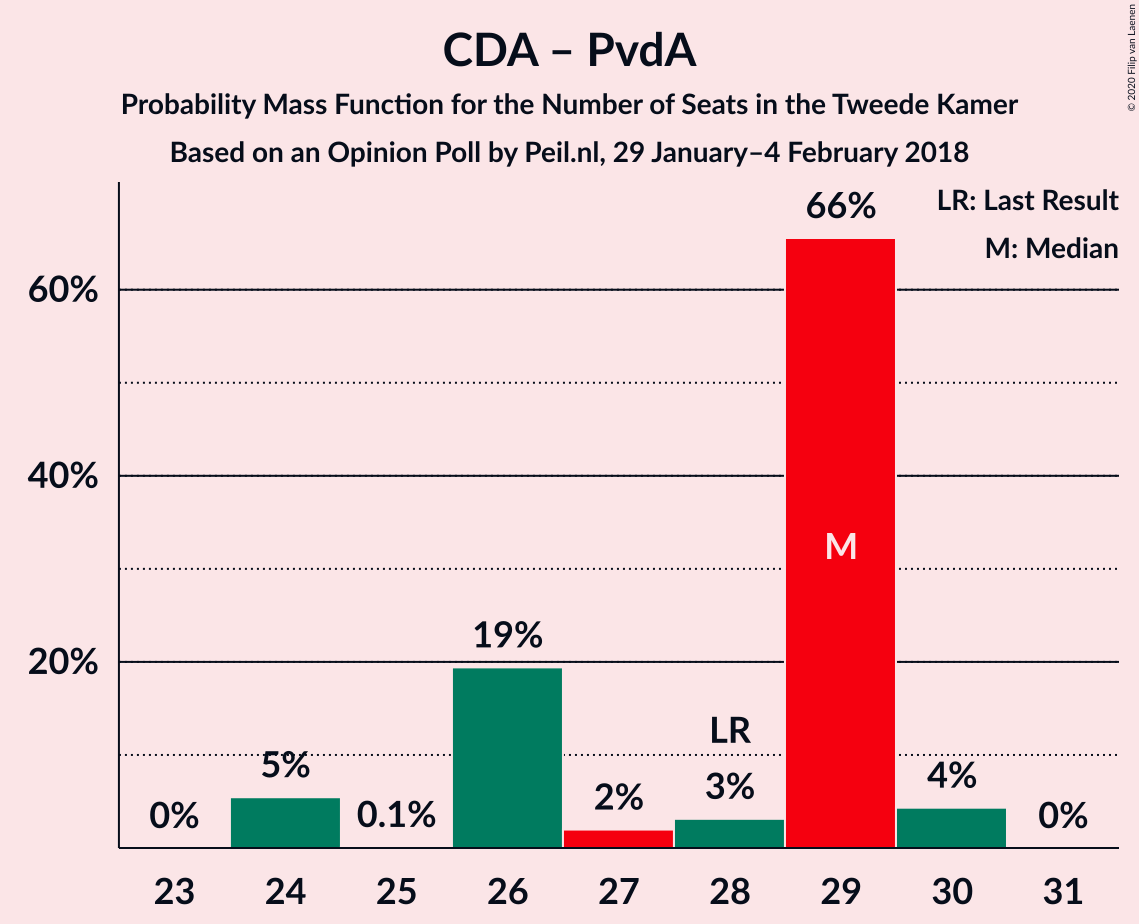 CDA – PvdA
Probability Mass Function for the Number of Seats in the Tweede Kamer
Based on an Opinion Poll by Peil.nl, 29 January–4 February 2018
© 2020 Filip van Laenen
LR: Last Result
M: Median
60%
40%
20%
0%
5%
0.1%
19%
2%
LR
3%
66%
M
4%
0%
23 24 25 26 27 28 29 30 31